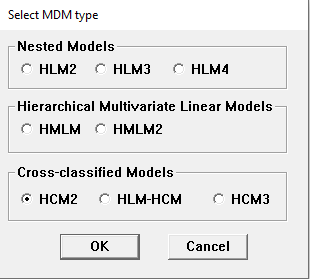 Select MDM type
Nested Models
HLM2 HLM3 HLM4
Hierarchical Multivariate Linear Models
HMLM HMLM2
Cross-classified Models
HCM2 HLM-HCM HCM3
OK Cancel